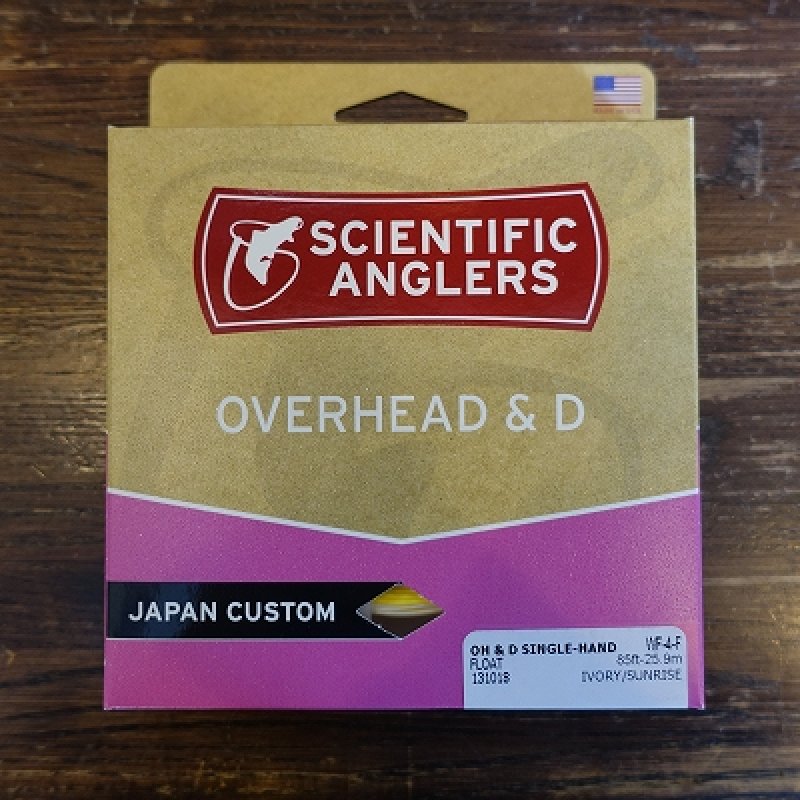 SCIENTIFIC
ANGLERS
OVERHEAD & D
JAPAN CUSTOM
OH & D SINGLE-HAND WF-4-F
FLOAT 85ft-25.9m
131018 IVORY/SUNRISE